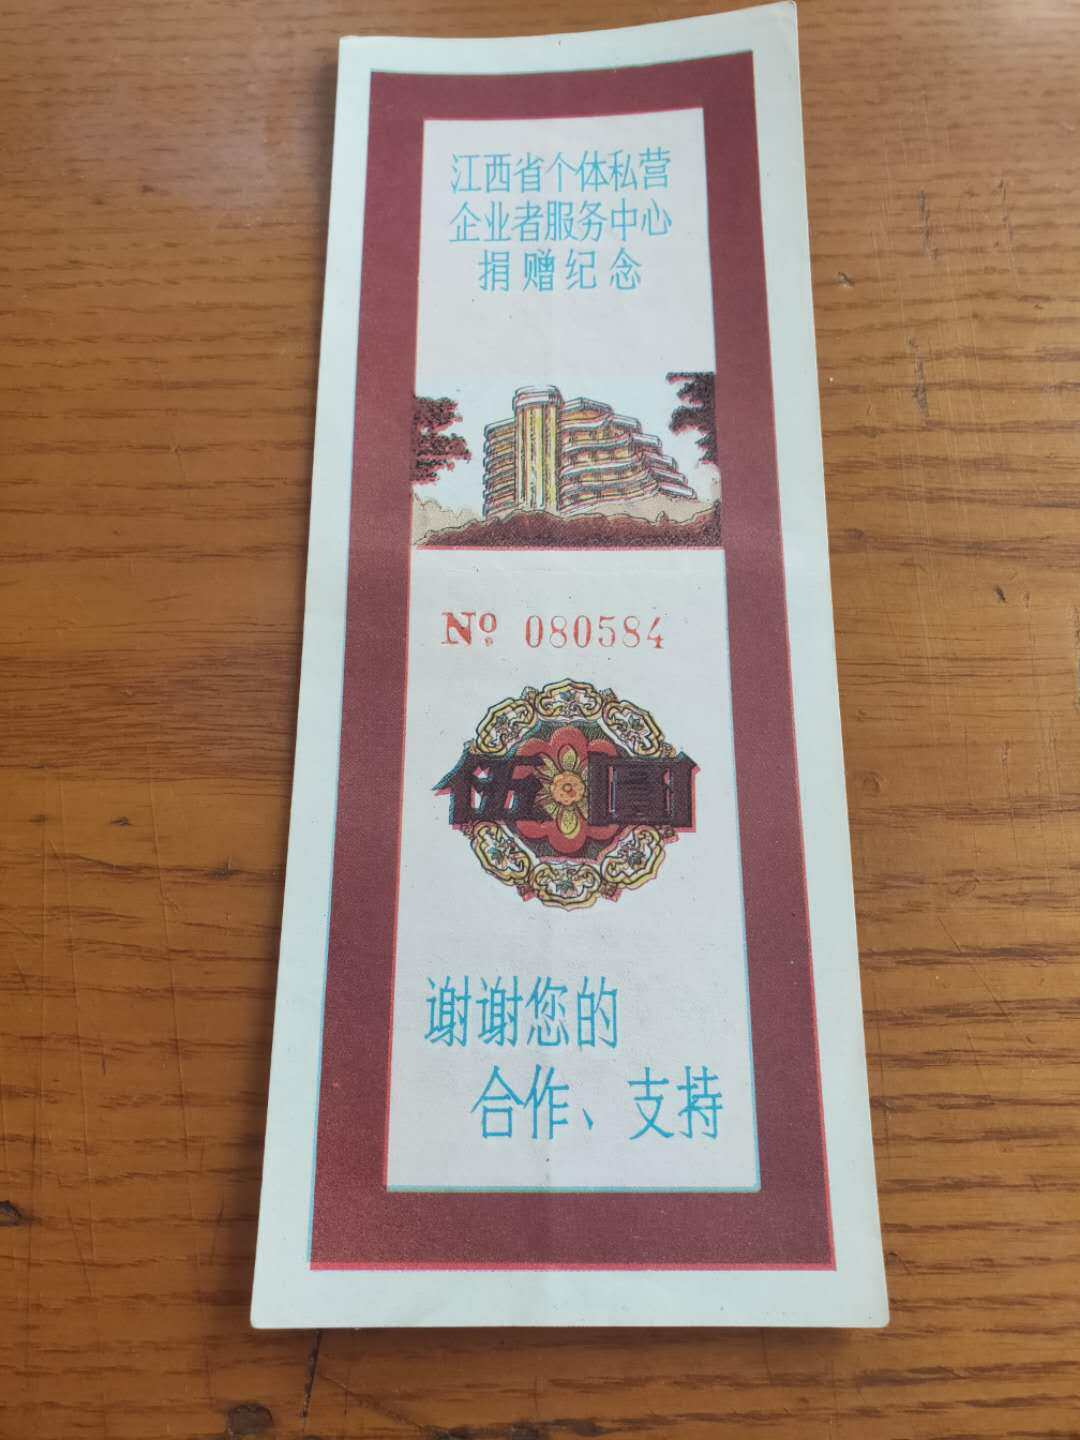 江西省个体私营
企业者服务中心
捐赠纪念
Nº 080584
伍圆
谢谢您的
合作、支持